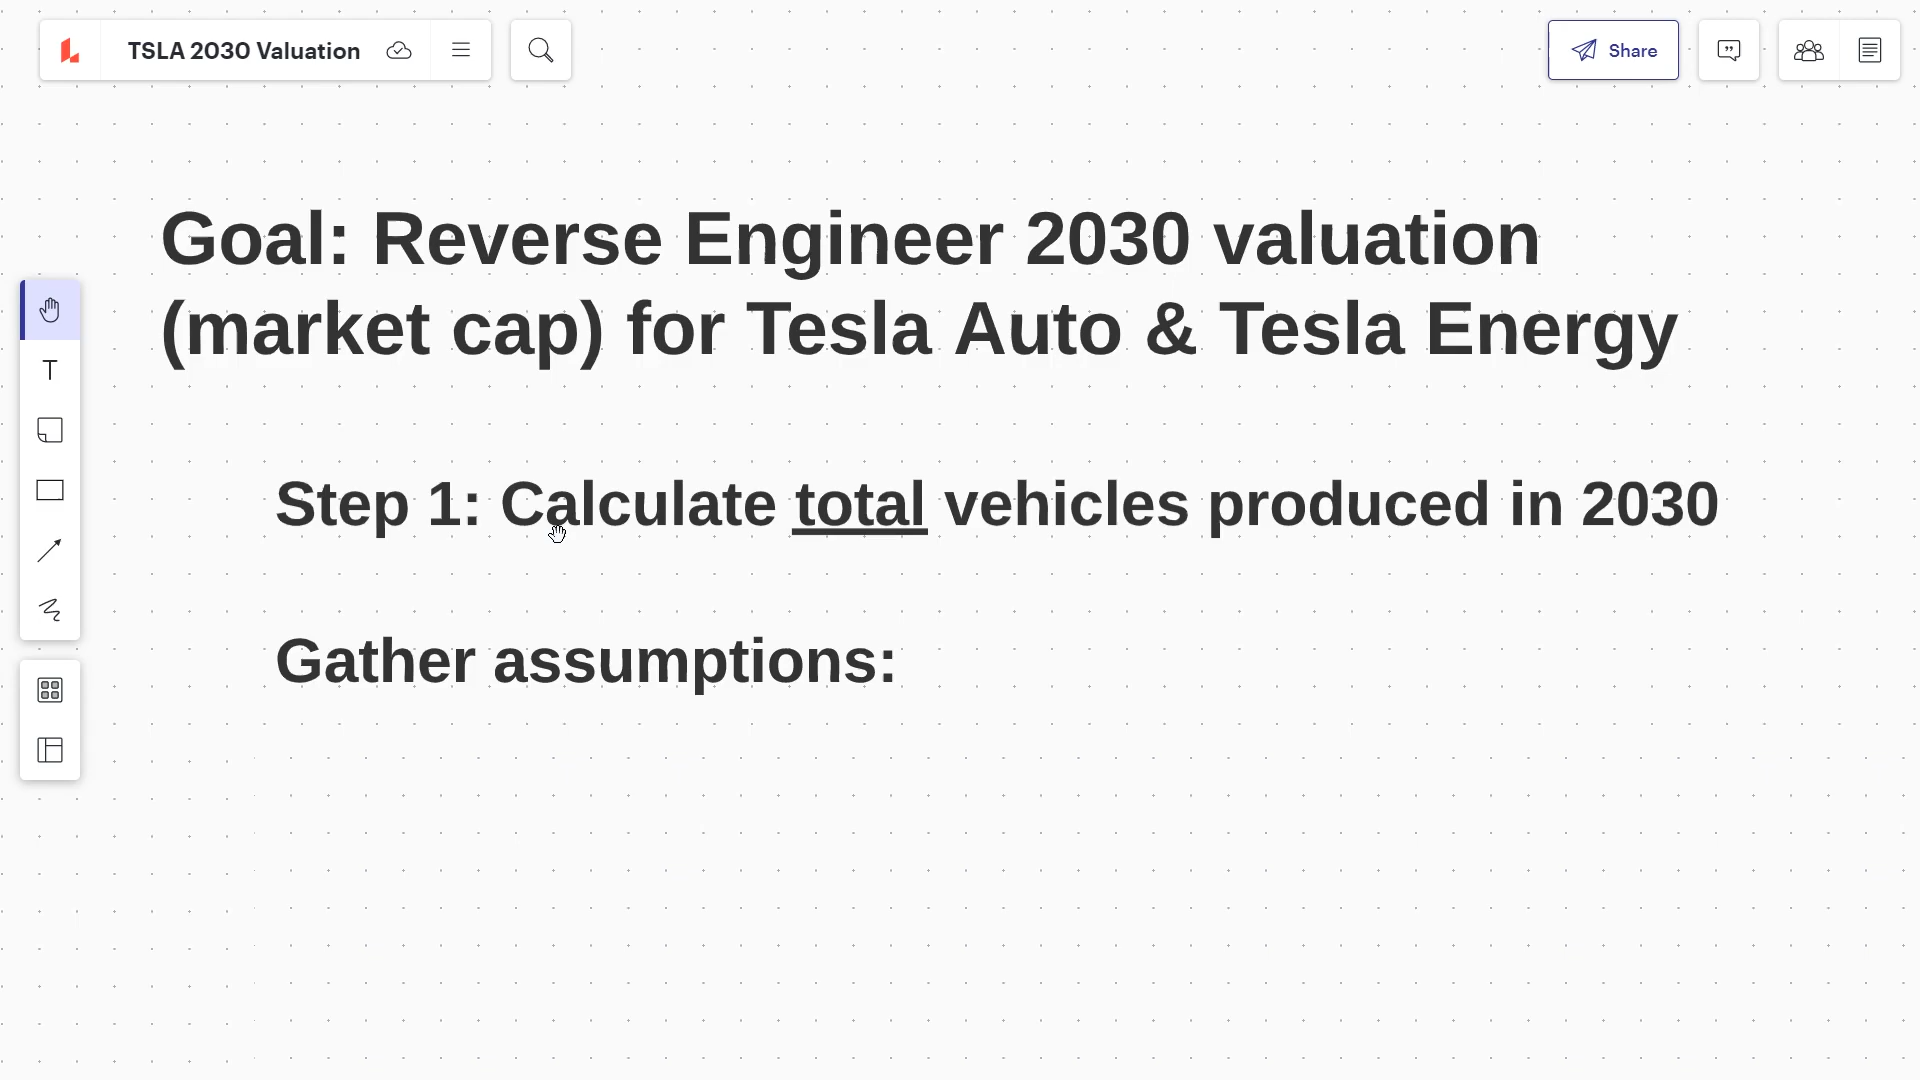 TSLA 2030 Valuation
Share
Goal: Reverse Engineer 2030 valuation
(market cap) for Tesla Auto & Tesla Energy
Step 1: Calculate total vehicles produced in 2030
Gather assumptions: